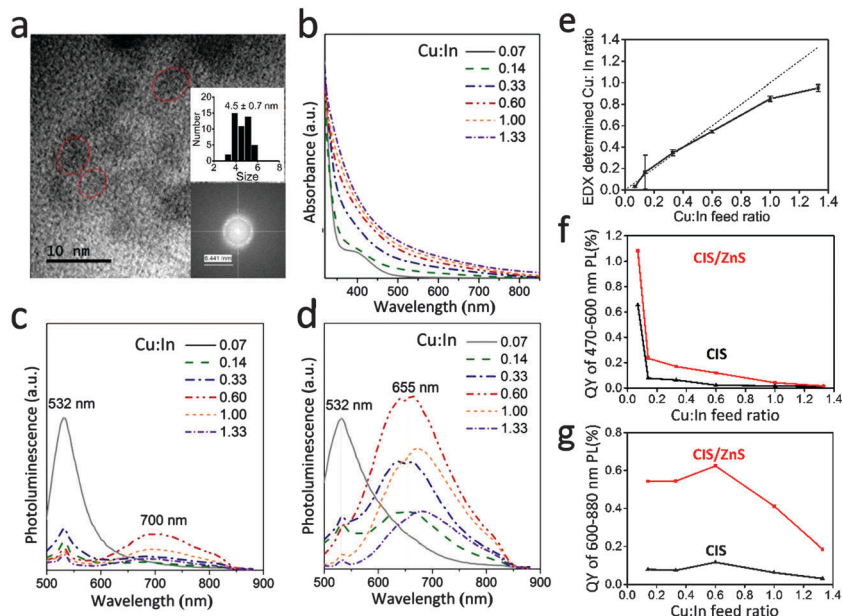 a
15
20
10
5
0
Number
4.5 ± 0.7 nm
4 6 8
Size
10 nm
b
Cu:In
0.07
0.14
0.33
0.60
1.00
1.33
Absorbance (a.u.)
400 500 600 700 800
Wavelength (nm)
c
Cu:In
0.07
0.14
0.33
0.60
1.00
1.33
532 nm
700 nm
Photoluminescence (a.u.)
500 600 700 800 900
Wavelength (nm)
d
Cu:In
0.07
0.14
0.33
0.60
1.00
1.33
532 nm
655 nm
Photoluminescence (a.u.)
500 600 700 800 900
Wavelength (nm)
e
EDX determined Cu: In ratio
1.4
1.2
1.0
0.8
0.6
0.4
0.2
0.0
0.0 0.2 0.4 0.6 0.8 1.0 1.2 1.4
Cu:In feed ratio
f
QY of 470-600 nm PL(%)
1.2
1.0
0.8
0.6
0.4
0.2
0.0
CIS/ZnS
CIS
0.0 0.2 0.4 0.6 0.8 1.0 1.2 1.4
Cu:In feed ratio
g
QY of 600-880 nm PL(%)
0.8
0.6
0.4
0.2
0.0
CIS/ZnS
CIS
0.0 0.2 0.4 0.6 0.8 1.0 1.2 1.4
Cu:In feed ratio